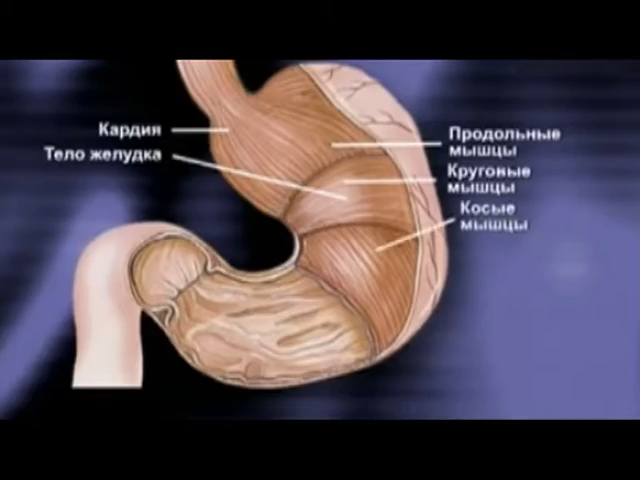 Кардия
Тело желудка
Продольные
мышцы
Круговые
мышцы
Косые
мышцы